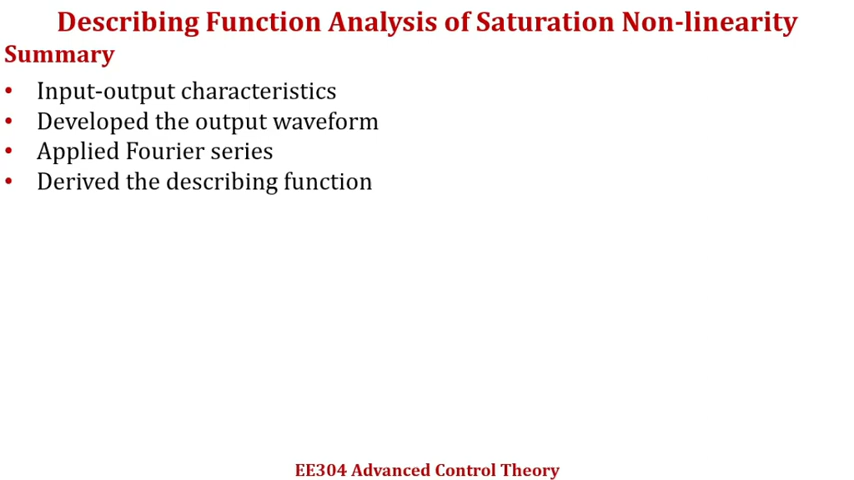 Describing Function Analysis of Saturation Non-linearity
Summary
• Input-output characteristics
• Developed the output waveform
• Applied Fourier series
• Derived the describing function
EE304 Advanced Control Theory